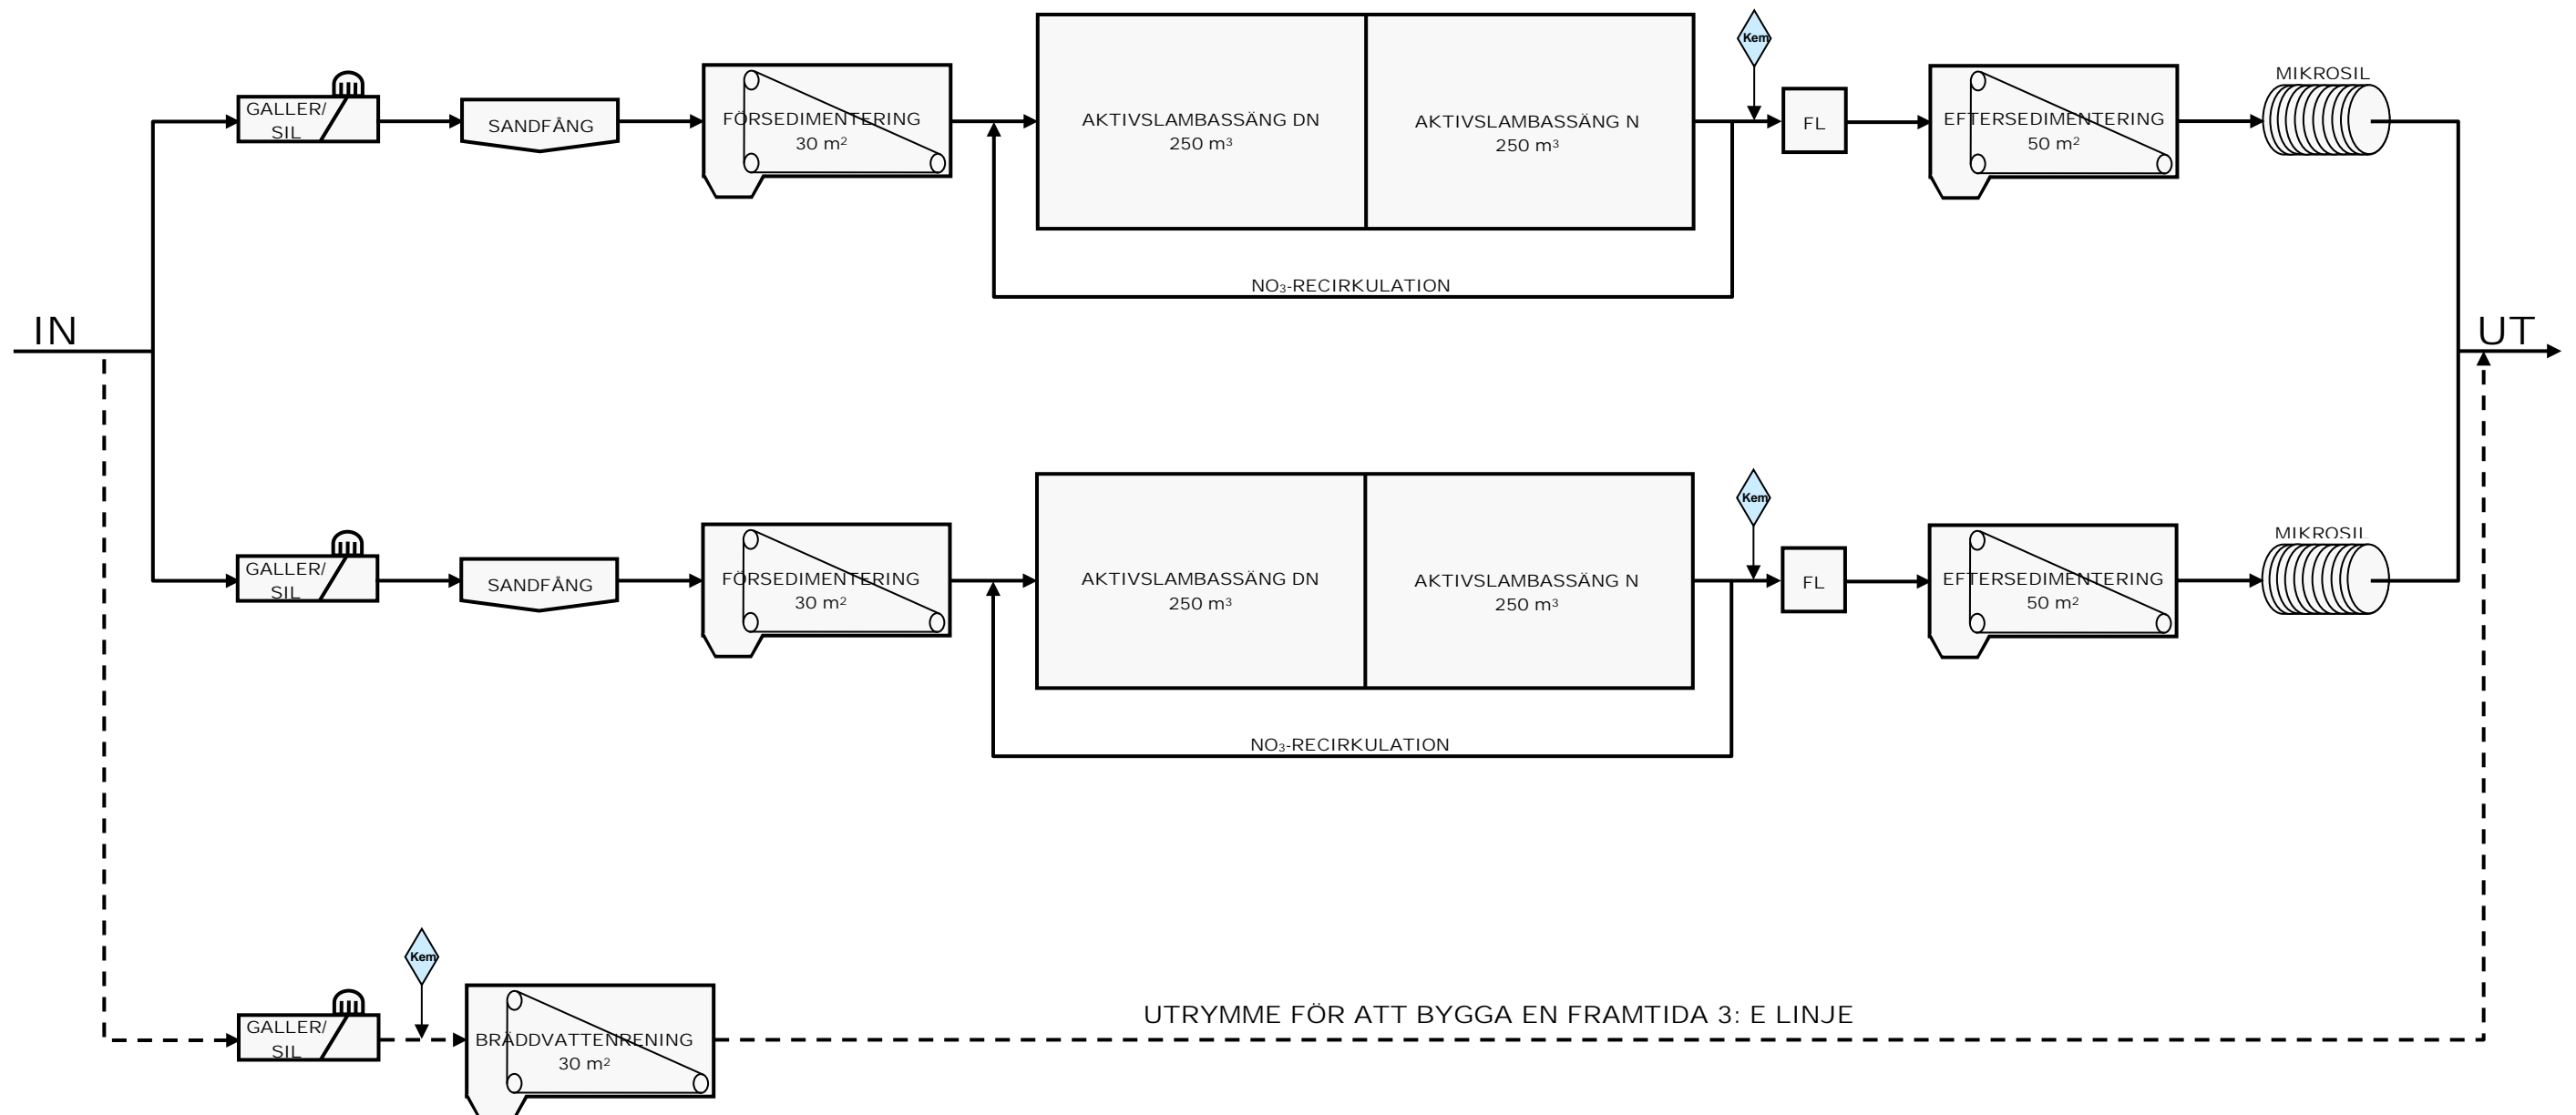 GALLER/
SIL
SANDFÅNG
FÖRSEDIMENTERING
30 m²
AKTIVSLAMBASSÄNG DN
250 m³
AKTIVSLAMBASSÄNG N
250 m³
Kem
FL
EFTERSEDIMENTERING
50 m²
MIKROSIL
NO₃-RECIRKULATION
IN
UT
GALLER/
SIL
SANDFÅNG
FÖRSEDIMENTERING
30 m²
AKTIVSLAMBASSÄNG DN
250 m³
AKTIVSLAMBASSÄNG N
250 m³
Kem
FL
EFTERSEDIMENTERING
50 m²
MIKROSIL
NO₃-RECIRKULATION
GALLER/
SIL
Kem
BRÄDDVATTENRENING
30 m²
UTRYMME FÖR ATT BYGGA EN FRAMTIDA 3: E LINJE